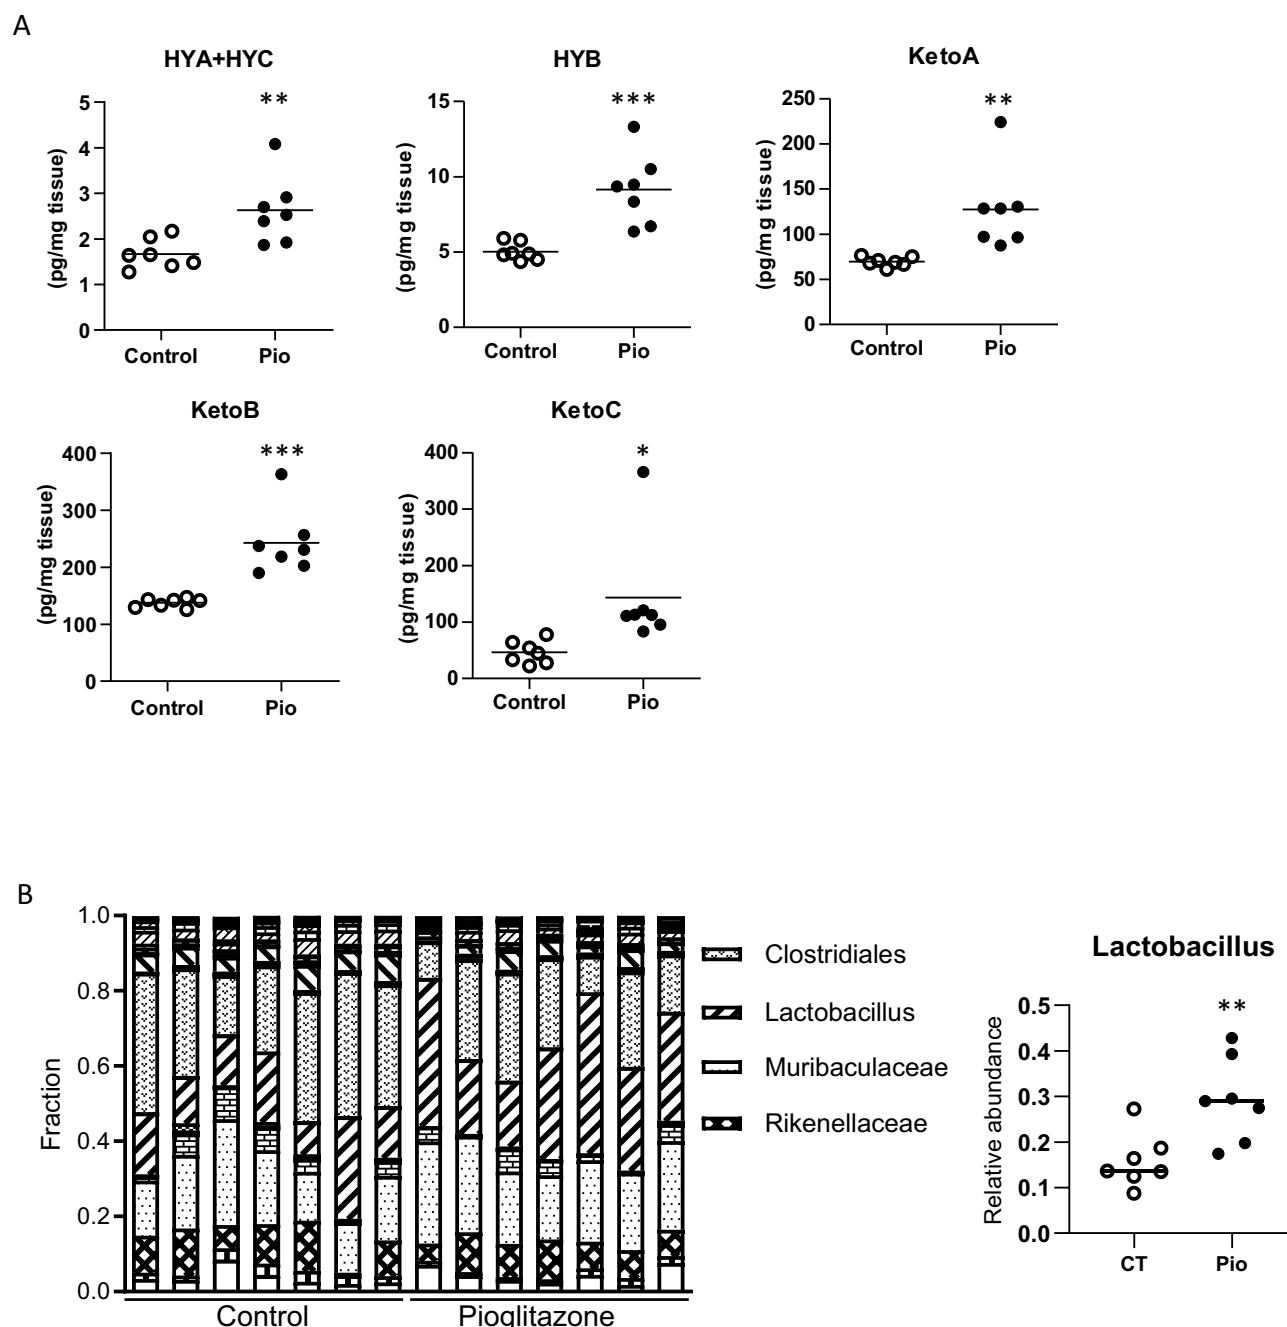 A
HYA+HYC
**
5
4
3
2
1
0
(pg/mg tissue)
Control
Pio
HYB
***
15
10
5
0
(pg/mg tissue)
Control
Pio
KetoA
**
250
200
150
100
50
0
(pg/mg tissue)
Control
Pio
KetoB
***
400
300
200
100
0
(pg/mg tissue)
Control
Pio
KetoC
*
400
300
200
100
0
(pg/mg tissue)
Control
Pio
B
1.0
0.8
0.6
0.4
0.2
0.0
Fraction
Control
Pioglitazone
Clostridiales
Lactobacillus
Muribaculaceae
Rikenellaceae
Lactobacillus
**
0.5
0.4
0.3
0.2
0.1
0.0
Relative abundance
CT
Pio